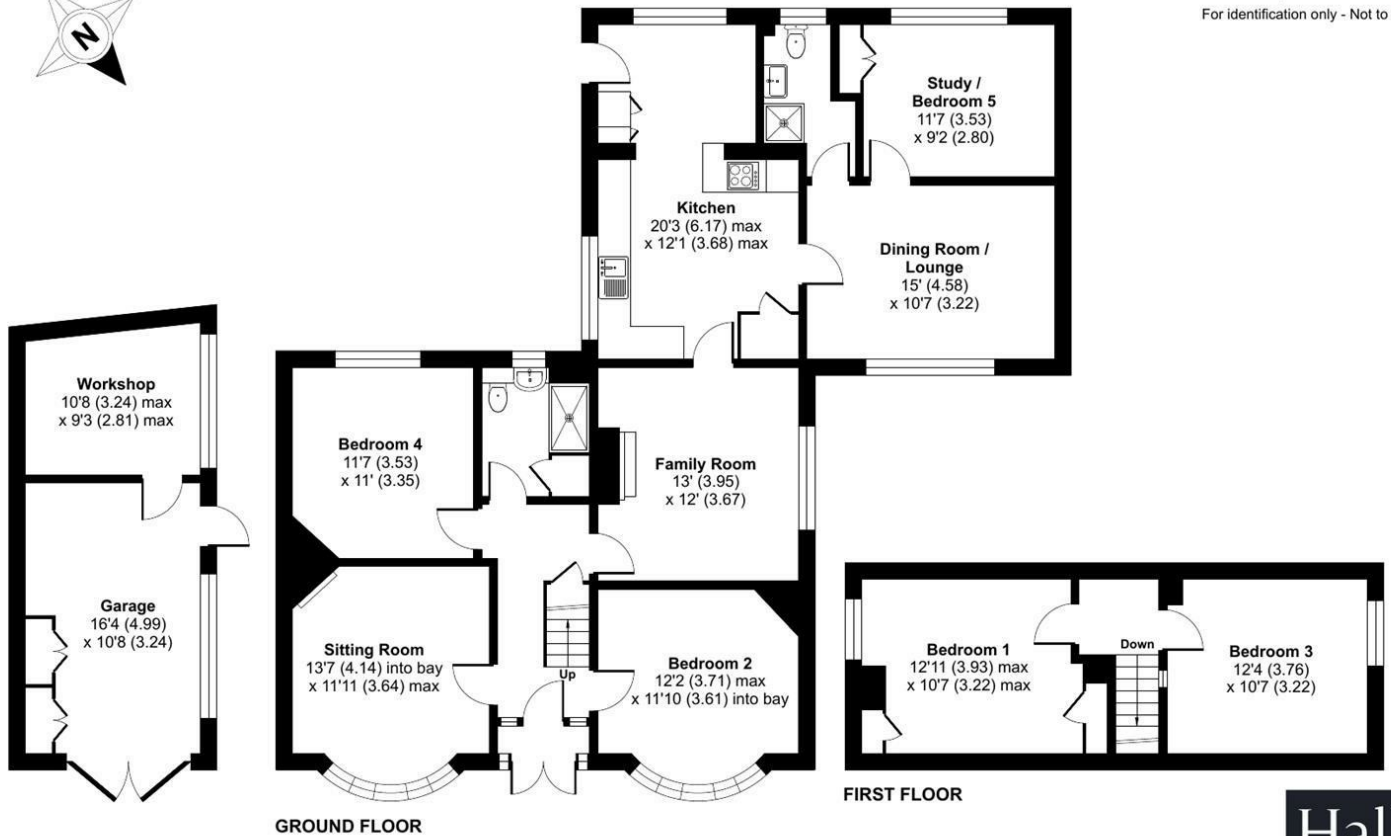 N
For identification only - Not to
Study /
Bedroom 5
11'7 (3.53)
x 9'2 (2.80)
Kitchen
20'3 (6.17) max
x 12'1 (3.68) max
Dining Room /
Lounge
15' (4.58)
x 10'7 (3.22)
Workshop
10'8 (3.24) max
x 9'3 (2.81) max
Bedroom 4
11'7 (3.53)
x 11' (3.35)
Family Room
13' (3.95)
x 12' (3.67)
Garage
16'4 (4.99)
x 10'8 (3.24)
Sitting Room
13'7 (4.14) into bay
x 11'11 (3.64) max
Up
Bedroom 2
12'2 (3.71) max
x 11'10 (3.61) into bay
Bedroom 1
12'11 (3.93) max
x 10'7 (3.22) max
Down
Bedroom 3
12'4 (3.76)
x 10'7 (3.22)
FIRST FLOOR
GROUND FLOOR
Hal